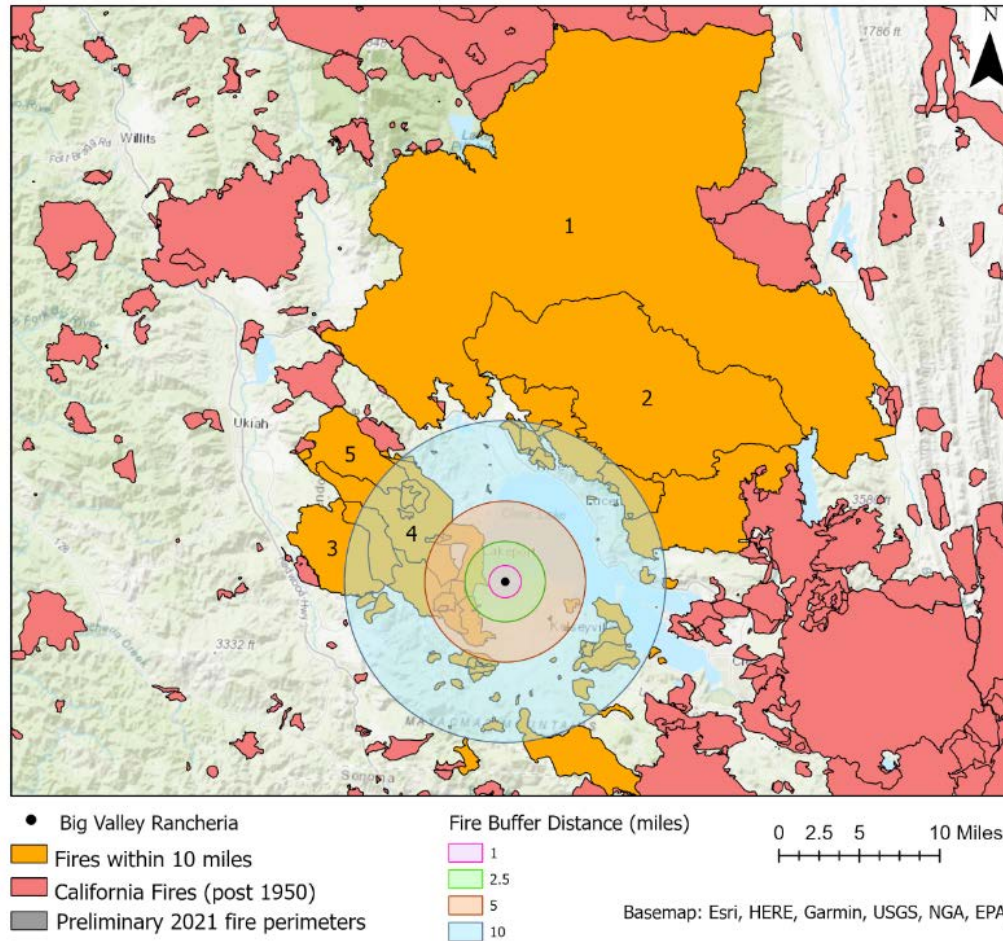 N
1786 ft
Willits
Fort Bragg Rd
1
2
Ukiah
5
Lucerne
3
4
Lakeport
128
3580 ft
3332 ft
Kelseyville
MAYACMAS MOUNTAINS
Sonoma
Big Valley Rancheria
Fires within 10 miles
California Fires (post 1950)
Preliminary 2021 fire perimeters
Fire Buffer Distance (miles)
1
2.5
5
10
0 2.5 5 10 Miles
Basemap: Esri, HERE, Garmin, USGS, NGA, EPA